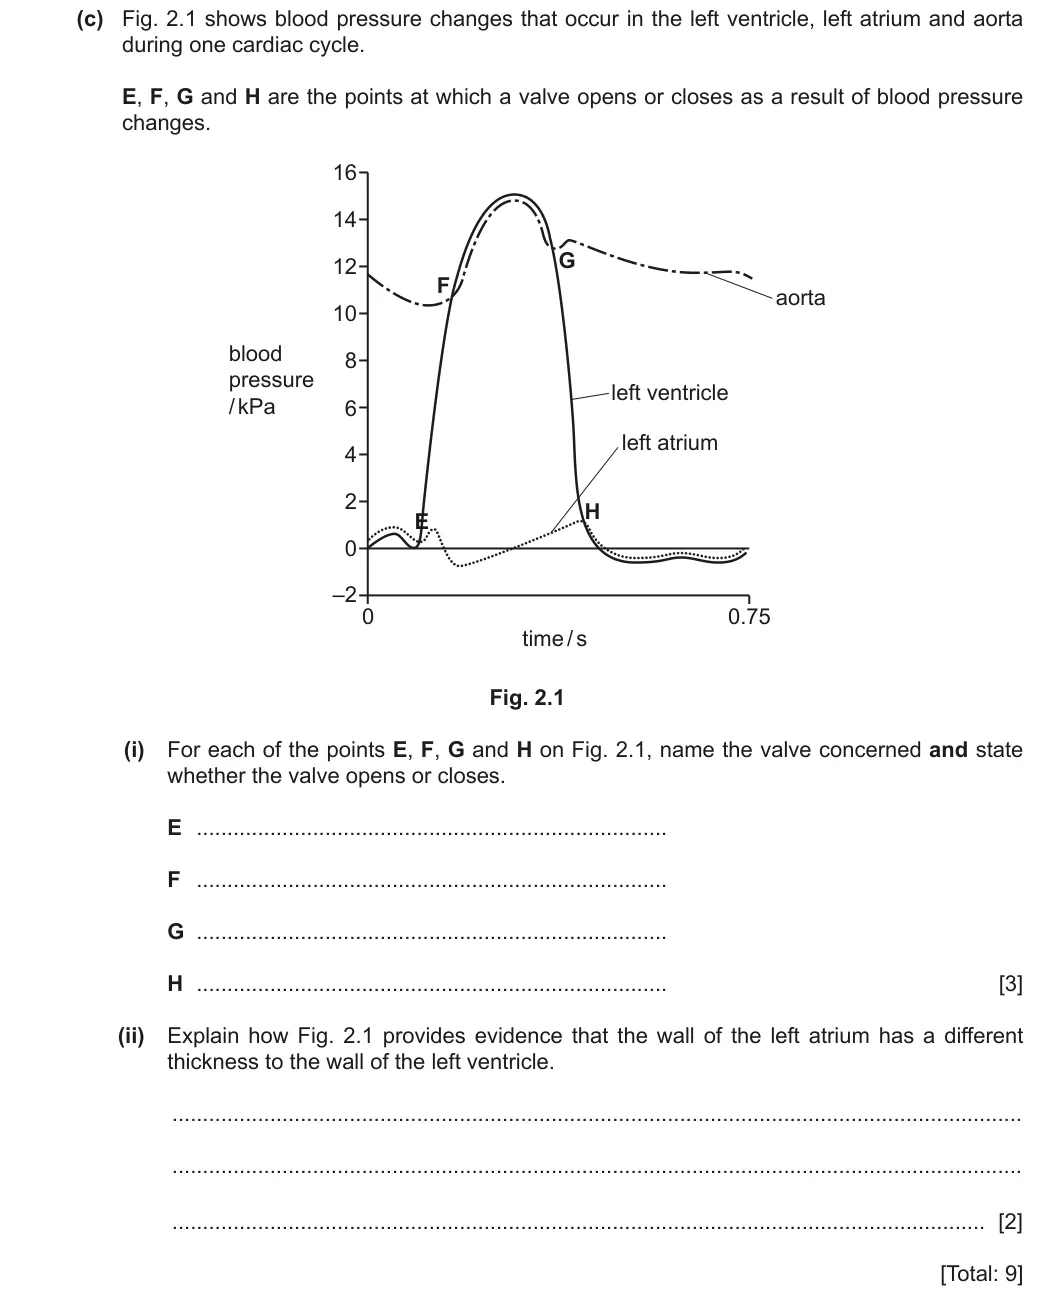 (c) Fig. 2.1 shows blood pressure changes that occur in the left ventricle, left atrium and aorta
during one cardiac cycle.
E, F, G and H are the points at which a valve opens or closes as a result of blood pressure
changes.
16
14
12
10
8
6
4
2
0
–2
blood
pressure
/ kPa
F
G
E
H
aorta
left ventricle
left atrium
0
0.75
time / s
Fig. 2.1
(i) For each of the points E, F, G and H on Fig. 2.1, name the valve concerned and state
whether the valve opens or closes.
E ..............................................................................
F ..............................................................................
G ..............................................................................
H .............................................................................. [3]
(ii) Explain how Fig. 2.1 provides evidence that the wall of the left atrium has a different
thickness to the wall of the left ventricle.
...........................................................................................................................................
...........................................................................................................................................
..................................................................................................................................... [2]
[Total: 9]